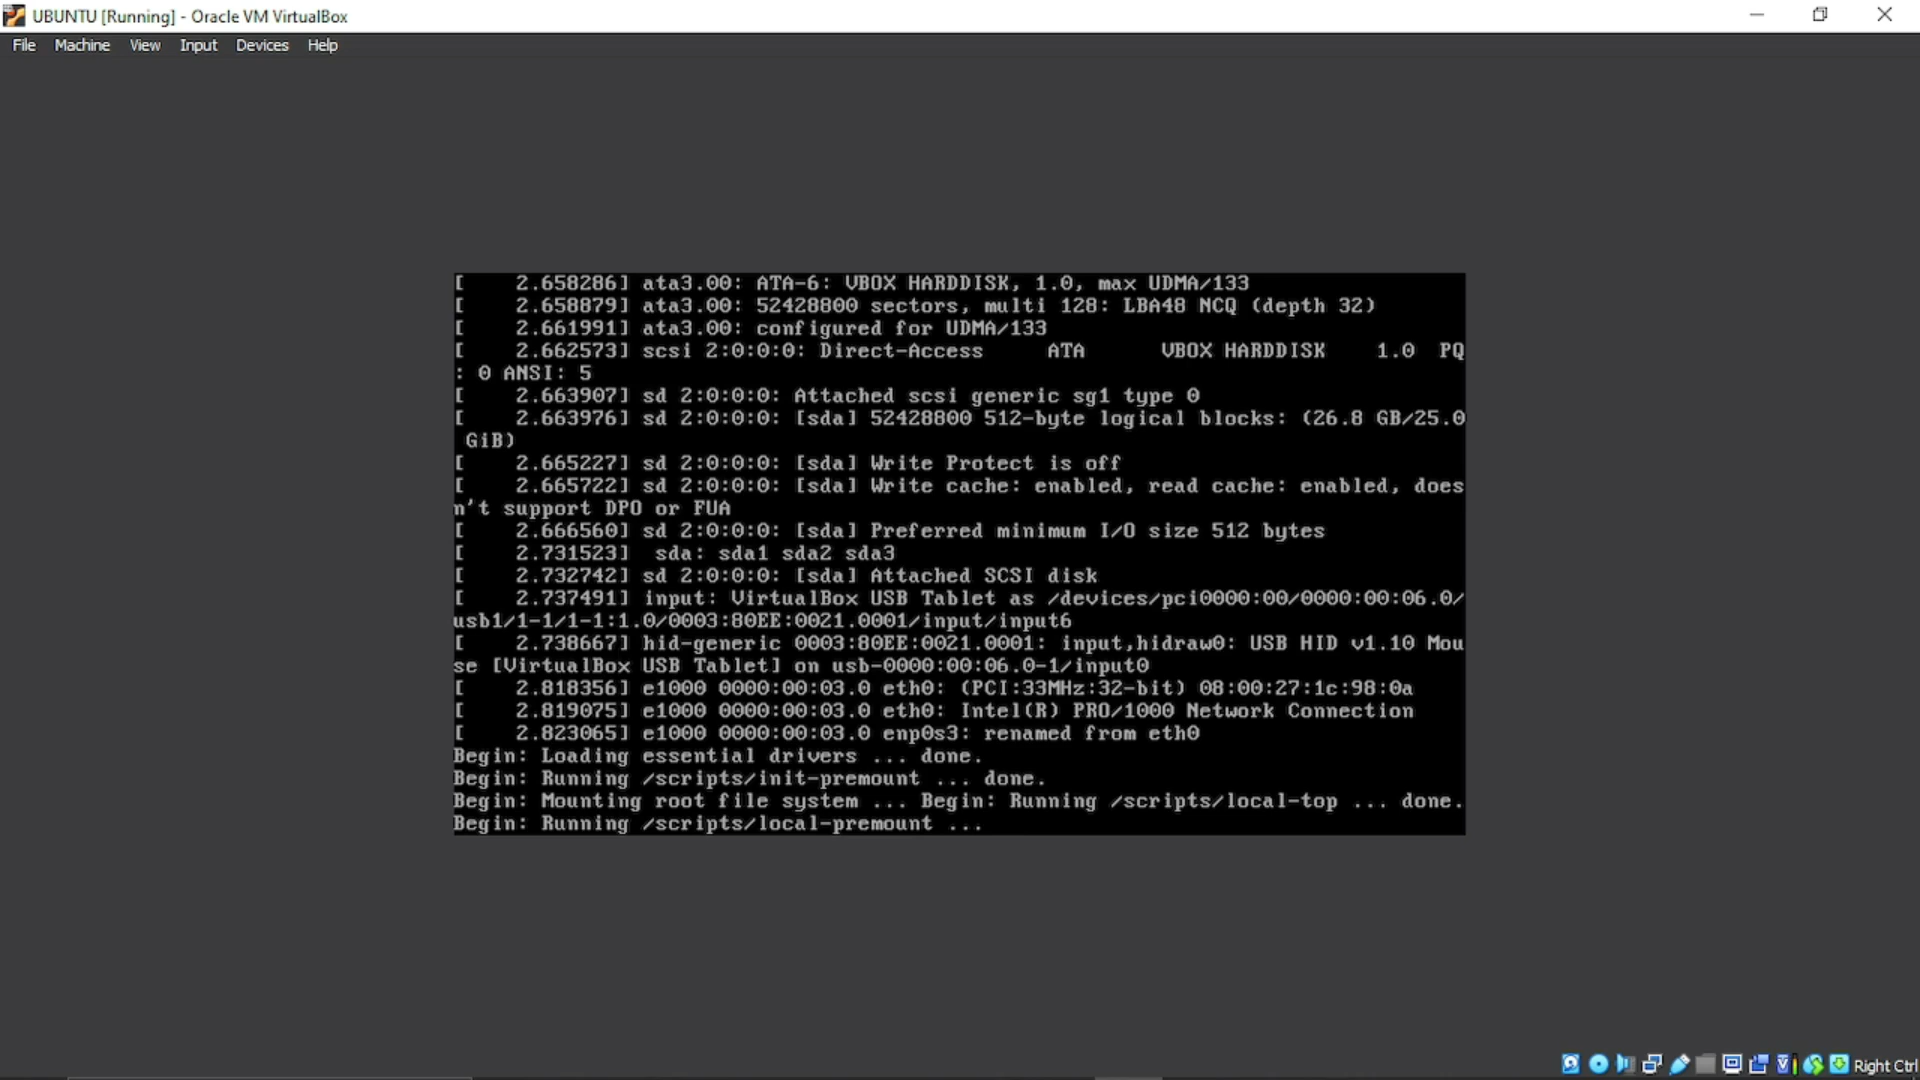 UBUNTU [Running] - Oracle VM VirtualBox
File Machine View Input Devices Help
[    2.658286] ata3.00: ATA-6: VBOX HARDDISK, 1.0, max UDMA/133
[    2.658879] ata3.00: 52428800 sectors, multi 128: LBA48 NCQ (depth 32)
[    2.661991] ata3.00: configured for UDMA/133
[    2.662573] scsi 2:0:0:0: Direct-Access     ATA      VBOX HARDDISK    1.0  PQ
: 0 ANSI: 5
[    2.663907] sd 2:0:0:0: Attached scsi generic sg1 type 0
[    2.663976] sd 2:0:0:0: [sda] 52428800 512-byte logical blocks: (26.8 GB/25.0
 GiB)
[    2.665227] sd 2:0:0:0: [sda] Write Protect is off
[    2.665722] sd 2:0:0:0: [sda] Write cache: enabled, read cache: enabled, does
n't support DPO or FUA
[    2.666560] sd 2:0:0:0: [sda] Preferred minimum I/O size 512 bytes
[    2.731523]  sda: sda1 sda2 sda3
[    2.732742] sd 2:0:0:0: [sda] Attached SCSI disk
[    2.737491] input: VirtualBox USB Tablet as /devices/pci0000:00/0000:00:06.0/
usb1/1-1/1-1:1.0/0003:80EE:0021.0001/input/input6
[    2.738667] hid-generic 0003:80EE:0021.0001: input,hidraw0: USB HID v1.10 Mou
se [VirtualBox USB Tablet] on usb-0000:00:06.0-1/input0
[    2.818356] e1000 0000:00:03.0 eth0: (PCI:33MHz:32-bit) 08:00:27:1c:98:0a
[    2.819075] e1000 0000:00:03.0 eth0: Intel(R) PRO/1000 Network Connection
[    2.823065] e1000 0000:00:03.0 enp0s3: renamed from eth0
Begin: Loading essential drivers ... done.
Begin: Running /scripts/init-premount ... done.
Begin: Mounting root file system ... Begin: Running /scripts/local-top ... done.
Begin: Running /scripts/local-premount ...
Right Ctrl